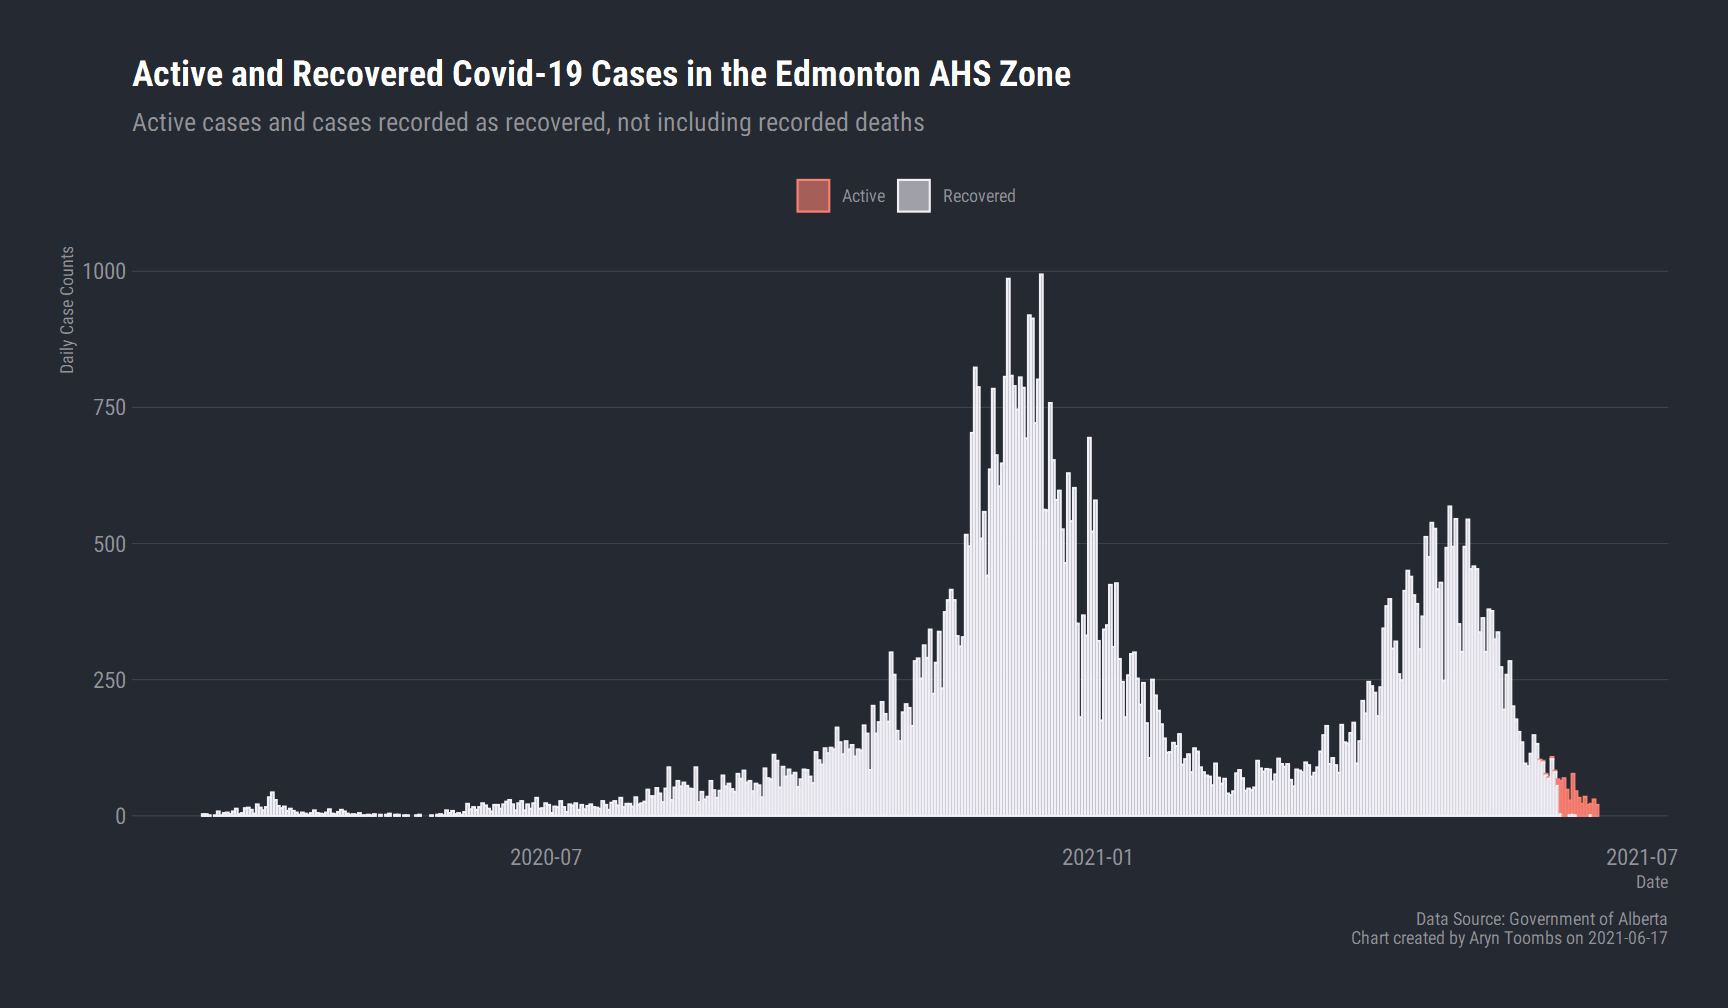 Active and Recovered Covid-19 Cases in the Edmonton AHS Zone
Active cases and cases recorded as recovered, not including recorded deaths
Active
Recovered
Daily Case Counts
1000
750
500
250
0
2020-07
2021-01
2021-07
Date
Data Source: Government of Alberta
Chart created by Aryn Toombs on 2021-06-17